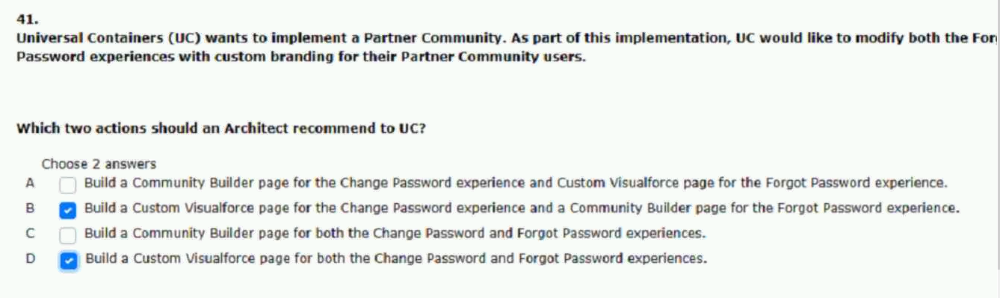 41.
Universal Containers (UC) wants to implement a Partner Community. As part of this implementation, UC would like to modify both the
Password experiences with custom branding for their Partner Community users.
Which two actions should an Architect recommend to UC?
Choose 2 answers
A Build a Community Builder page for the Change Password experience and Custom Visualforce page for the Forgot Password experience.
B Build a Custom Visualforce page for the Change Password experience and a Community Builder page for the Forgot Password experience.
C Build a Community Builder page for both the Change Password and Forgot Password experiences.
D Build a Custom Visualforce page for both the Change Password and Forgot Password experiences.